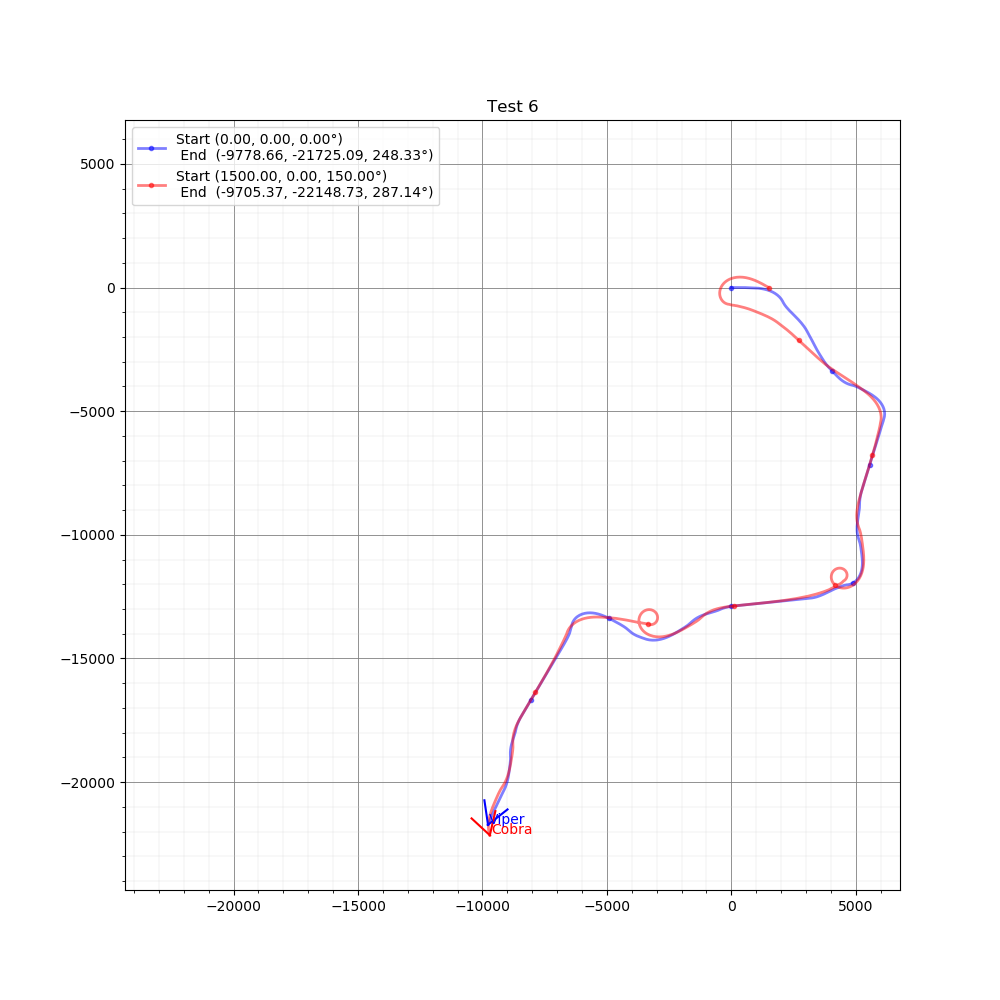 Test 6
Start (0.00, 0.00, 0.00°)
End  (-9778.66, -21725.09, 248.33°)
Start (1500.00, 0.00, 150.00°)
End  (-9705.37, -22148.73, 287.14°)
5000
0
−5000
−10000
−15000
−20000
Viper
Cobra
−20000 −15000 −10000 −5000 0 5000